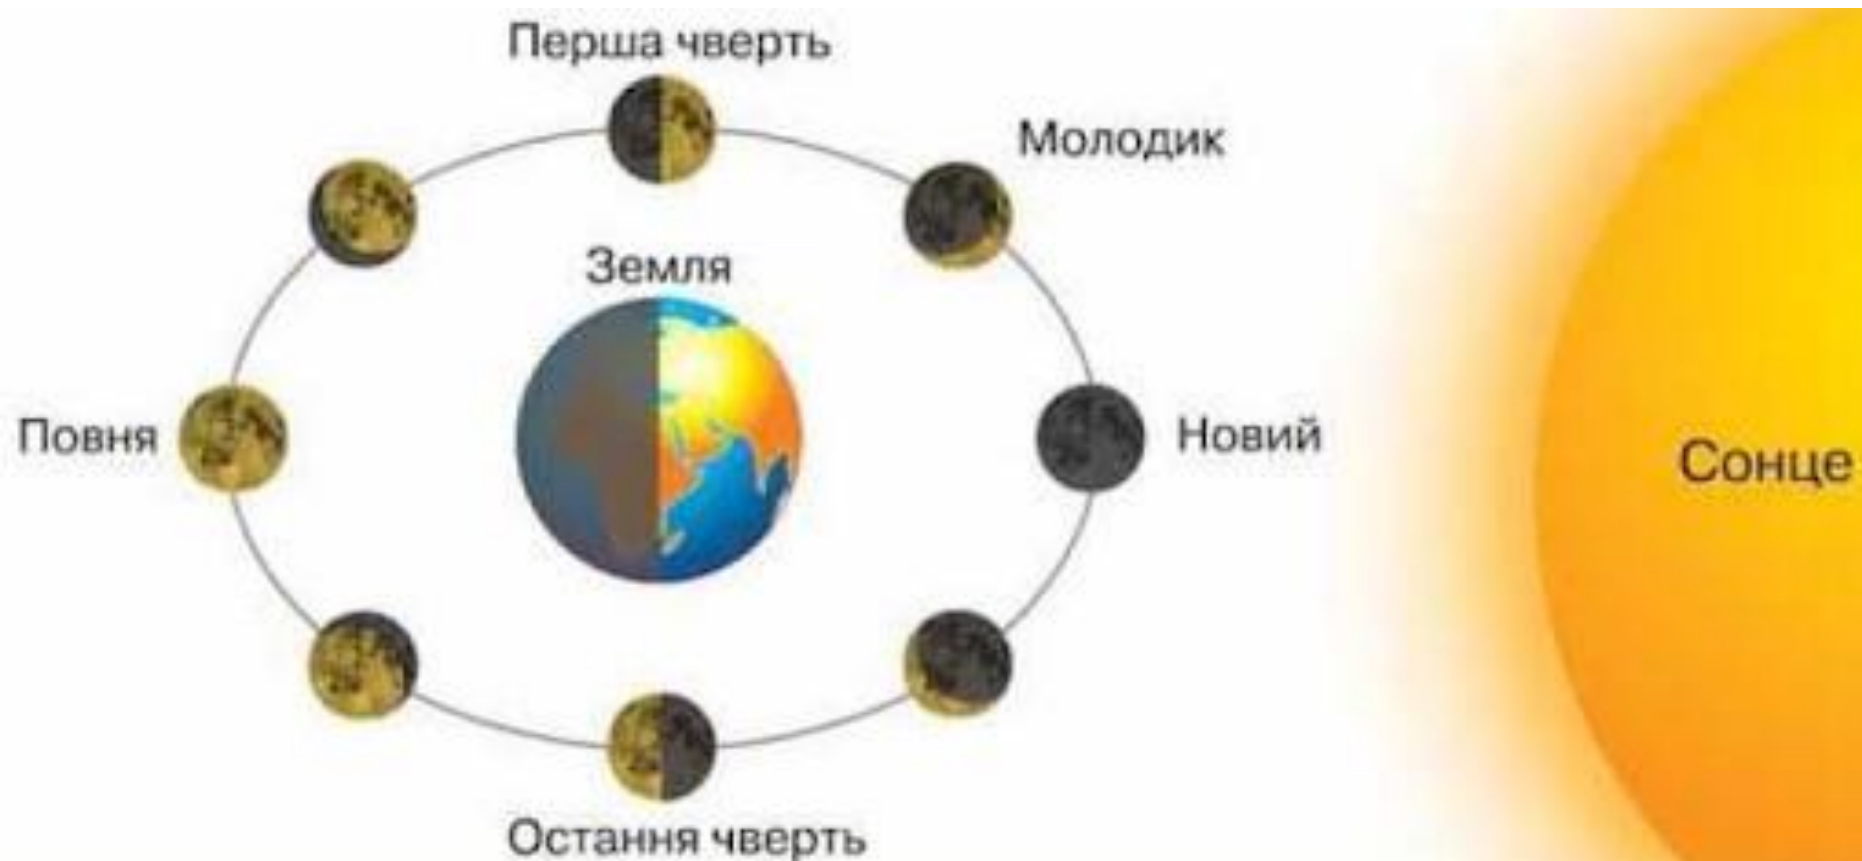 Перша чверть
Молодик
Земля
Повня
Новий
Сонце
Остання чверть